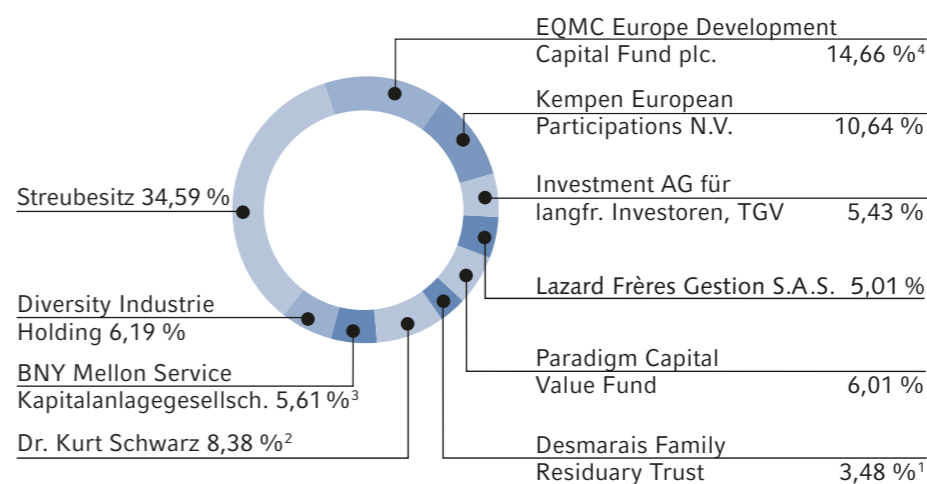 EQMC Europe Development
Capital Fund plc. 14,66 %⁴
Kempen European
Participations N.V. 10,64 %
Investment AG für
langfr. Investoren, TGV 5,43 %
Lazard Frères Gestion S.A.S. 5,01 %
Paradigm Capital
Value Fund 6,01 %
Desmarais Family
Residuary Trust 3,48 %¹
Streubesitz 34,59 %
Diversity Industrie
Holding 6,19 %
BNY Mellon Service
Kapitalanlagegesellsch. 5,61 %³
Dr. Kurt Schwarz 8,38 %²